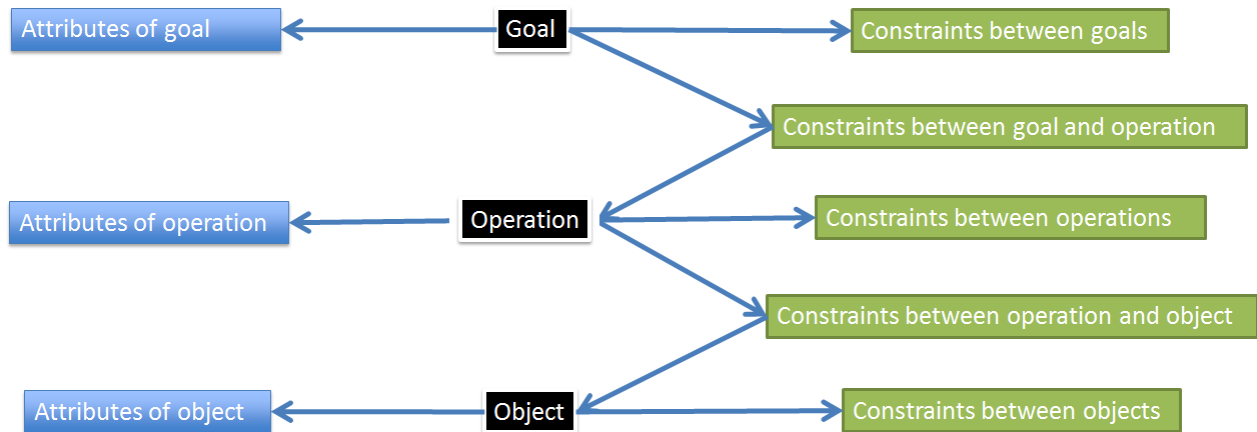 Attributes of goal
Goal
Constraints between goals
Constraints between goal and operation
Attributes of operation
Operation
Constraints between operations
Constraints between operation and object
Attributes of object
Object
Constraints between objects